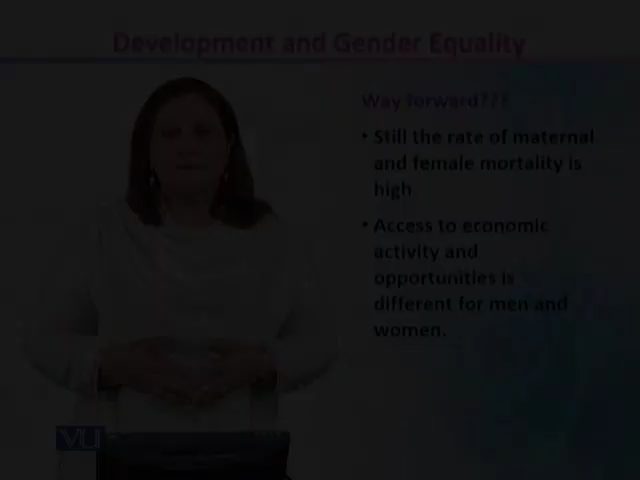 Development and Gender Equality
Way forward???
• Still the rate of maternal
and female mortality is
high.
• Access to economic
activity and
opportunities is
different for men and
women.
VU